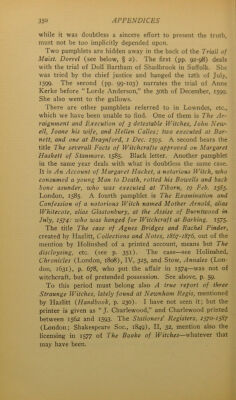 350 APPENDICES
while it was doubtless a sincere effort to present the truth,
must not be too implicitly depended upon.
Two pamphlets are hidden away in the back of the Triall of
Maist. Dorrel (see below, § 2). The first (pp. 92-98) deals
with the trial of Doll Bartham of Shadbrook in Suffolk. She
was tried by the chief justice and hanged the 12th of July,
1599. The second (pp. 99-103) narrates the trial of Anne
Kerke before "Lorde Anderson," the 30th of December, 1599.
She also went to the gallows.
There are other pamphlets referred to in Lowndes, etc.,
which we have been unable to find. One of them is The Ar-
raignment and Execution of 3 detestable Witches, John New-
ell, Joane his wife, and Hellen Calles; two executed at Bar-
nett, and one at Braynford, 1 Dec. 1595. A second bears the
title The severall Facts of Witchcrafte approved on Margaret
Haskett of Stanmore. 1585. Black letter. Another pamphlet
in the same year deals with what is doubtless the same case.
It is An Account of Margaret Hacket, a notorious Witch, who
consumed a young Man to Death, rotted his Bowells and back
bone asunder, who was executed at Tiborn, 19 Feb. 1585.
London, 1585. A fourth pamphlet is The Examination and
Confession of a notorious Witch named Mother Arnold, alias
Whitecote, alias Glastonbury, at the Assise of Burntwood in
July, 1574: who was hanged for Witchcraft at Barking. 1575.
The title The case of Agnes Bridges and Rachel Pinder,
created by Hazlitt, Collections and Notes, 1867-1876, out of the
mention by Holinshed of a printed account, means but The
discloysing, etc. (see p. 351). The case—see Holinshed,
Chronicles (London, 1808), IV, 325, and Stow, Annales (Lon-
don, 1631), p. 678, who put the affair in 1574—was not of
witchcraft, but of pretended possession. See above, p. 59.
To this period must belong also A true report of three
Straunge Witches, lately found at Newnham Regis, mentioned
by Hazlitt (Handbook, p. 230). I have not seen it; but the
printer is given as "J. Charlewood," and Charlewood printed
between 1562 and 1593. The Stationers' Registers, 1570-1587
(London; Shakespeare Soc., 1849), II, 32, mention also the
licensing in 1577 of The Booke of Witches—whatever that
may have been.